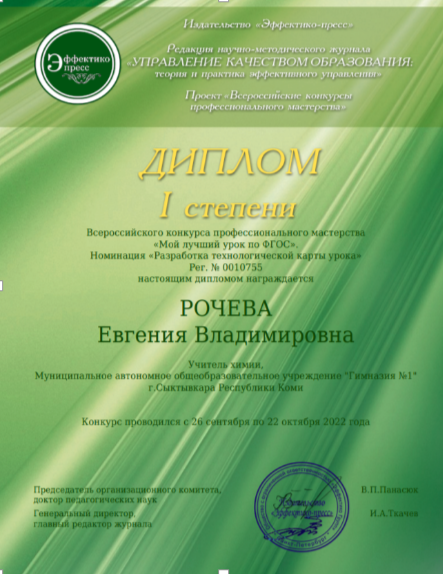 Эффектико
пресс
Издательство «Эффектико-пресс»
Редакция научно-методического журнала
«УПРАВЛЕНИЕ КАЧЕСТВОМ ОБРАЗОВАНИЯ:
теория и практика эффективного управления»
Проект «Всероссийские конкурсы
профессионального мастерства»
ДИПЛОМ
I степени
Всероссийского конкурса профессионального мастерства
«Мой лучший урок по ФГОС».
Номинация «Разработка технологической карты урока»
Рег. № 0010755
настоящим дипломом награждается
РОЧЕВА
Евгения Владимировна
Учитель химии,
Муниципальное автономное общеобразовательное учреждение "Гимназия №1"
г.Сыктывкара Республики Коми
Конкурс проводился с 26 сентября по 22 октября 2022 года
Председатель организационного комитета, В.П.Панасюк
доктор педагогических наук
Генеральный директор, И.А.Ткачев
главный редактор журнала